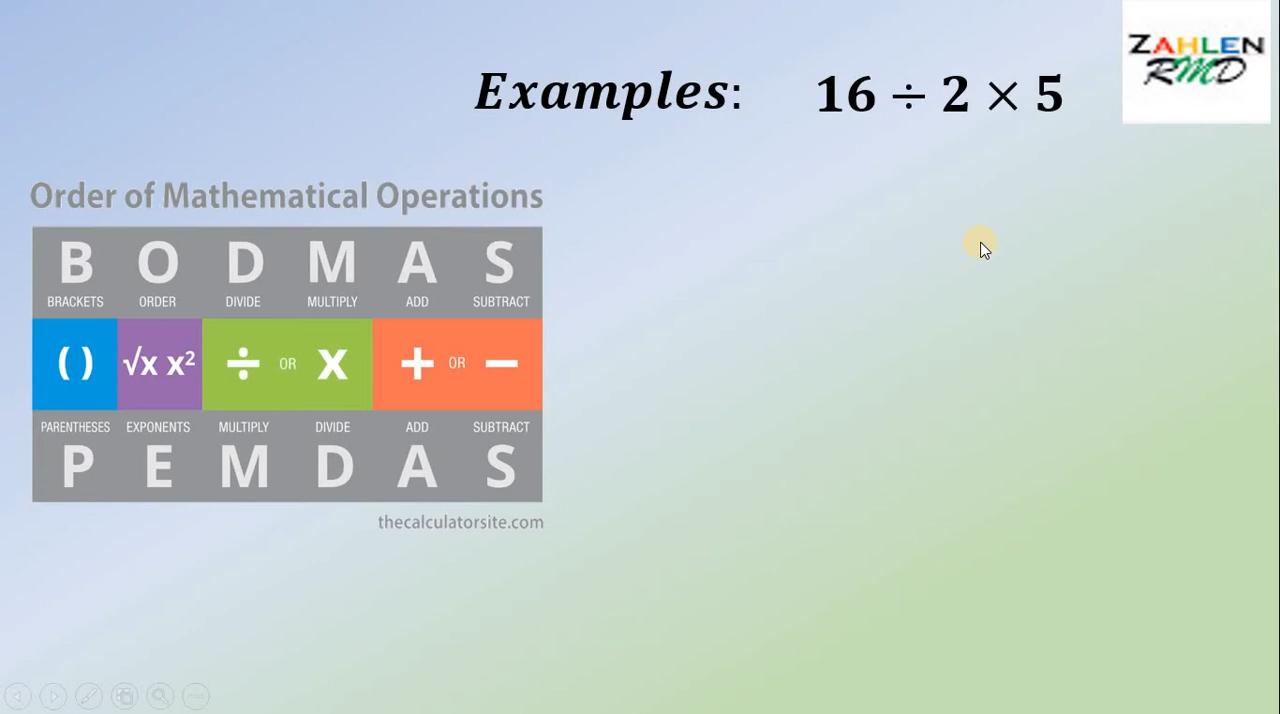 ZAHLEN
RMD
Examples: 16 ÷ 2 × 5
Order of Mathematical Operations
B O D M A S
BRACKETS ORDER DIVIDE MULTIPLY ADD SUBTRACT
( ) √x x² ÷ OR x + OR −
PARENTHESES EXPONENTS MULTIPLY DIVIDE ADD SUBTRACT
P E M D A S
thecalculatorsite.com